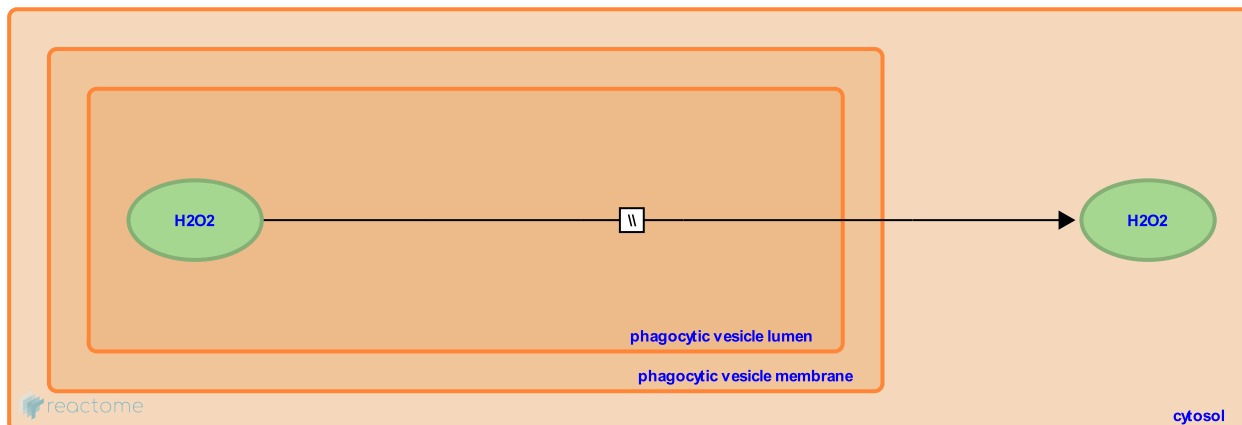 H2O2
\\
H2O2
phagocytic vesicle lumen
phagocytic vesicle membrane
reactome
cytosol